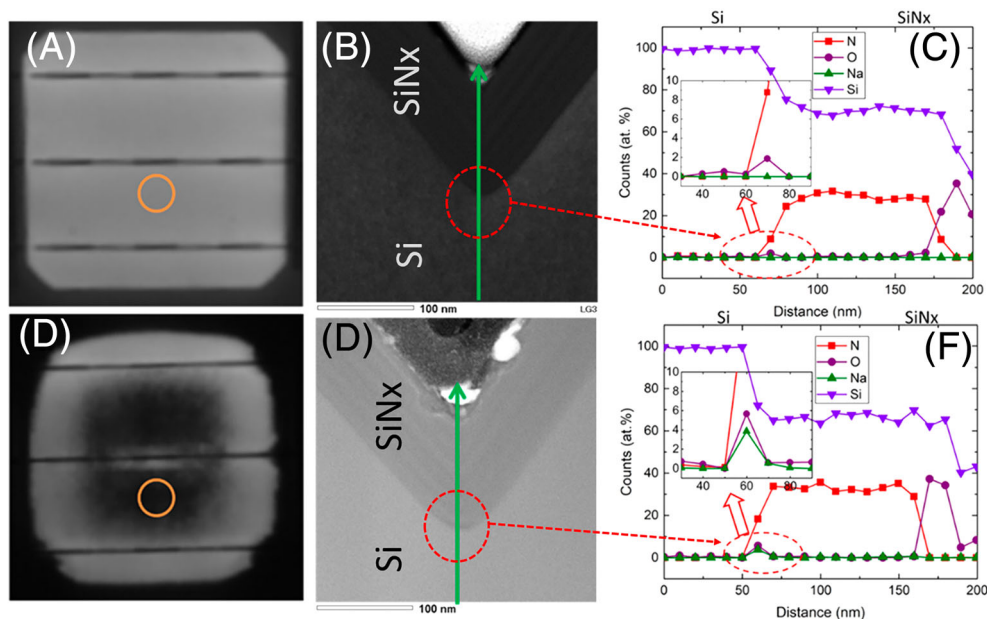 (A)
(B)
SiNx
Si
100 nm
LG3
Si SiNx
(C)
N
O
Na
Si
Counts (at. %)
100
80
60
40
20
0
10
8
6
4
2
0
40 60 80
0 50 100 150 200
Distance (nm)
(D)
(D)
SiNx
Si
100 nm
Si SiNx
(F)
N
O
Na
Si
Counts (at.%)
100
80
60
40
20
0
10
8
6
4
2
0
40 60 80
0 50 100 150 200
Distance (nm)